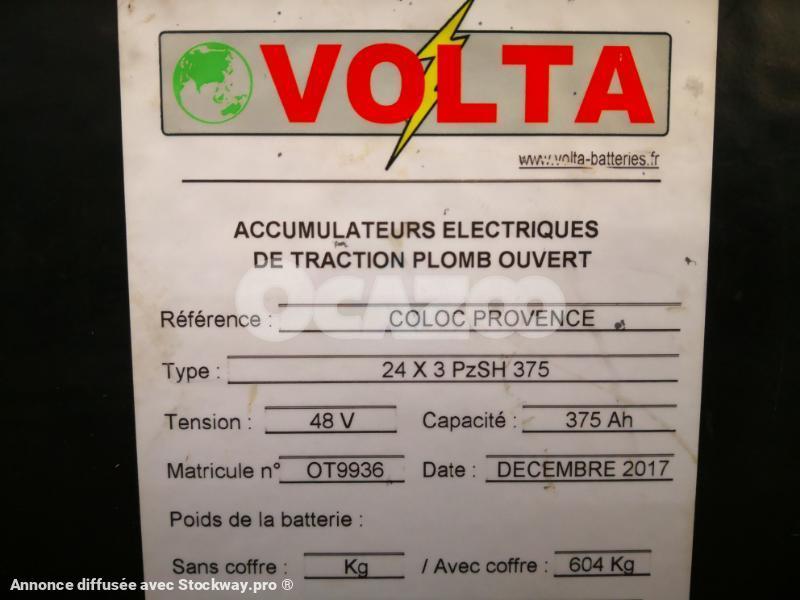 VOLTA
www.volta-batteries.fr
ACCUMULATEURS ELECTRIQUES
DE TRACTION PLOMB OUVERT
OCAZOO
Référence : COLOC PROVENCE
Type : 24 X 3 PzSH 375
Tension : 48 V Capacité : 375 Ah
Matricule n° OT9936 Date : DECEMBRE 2017
Poids de la batterie :
Sans coffre : Kg / Avec coffre : 604 Kg
Annonce diffusée avec Stockway.pro ®